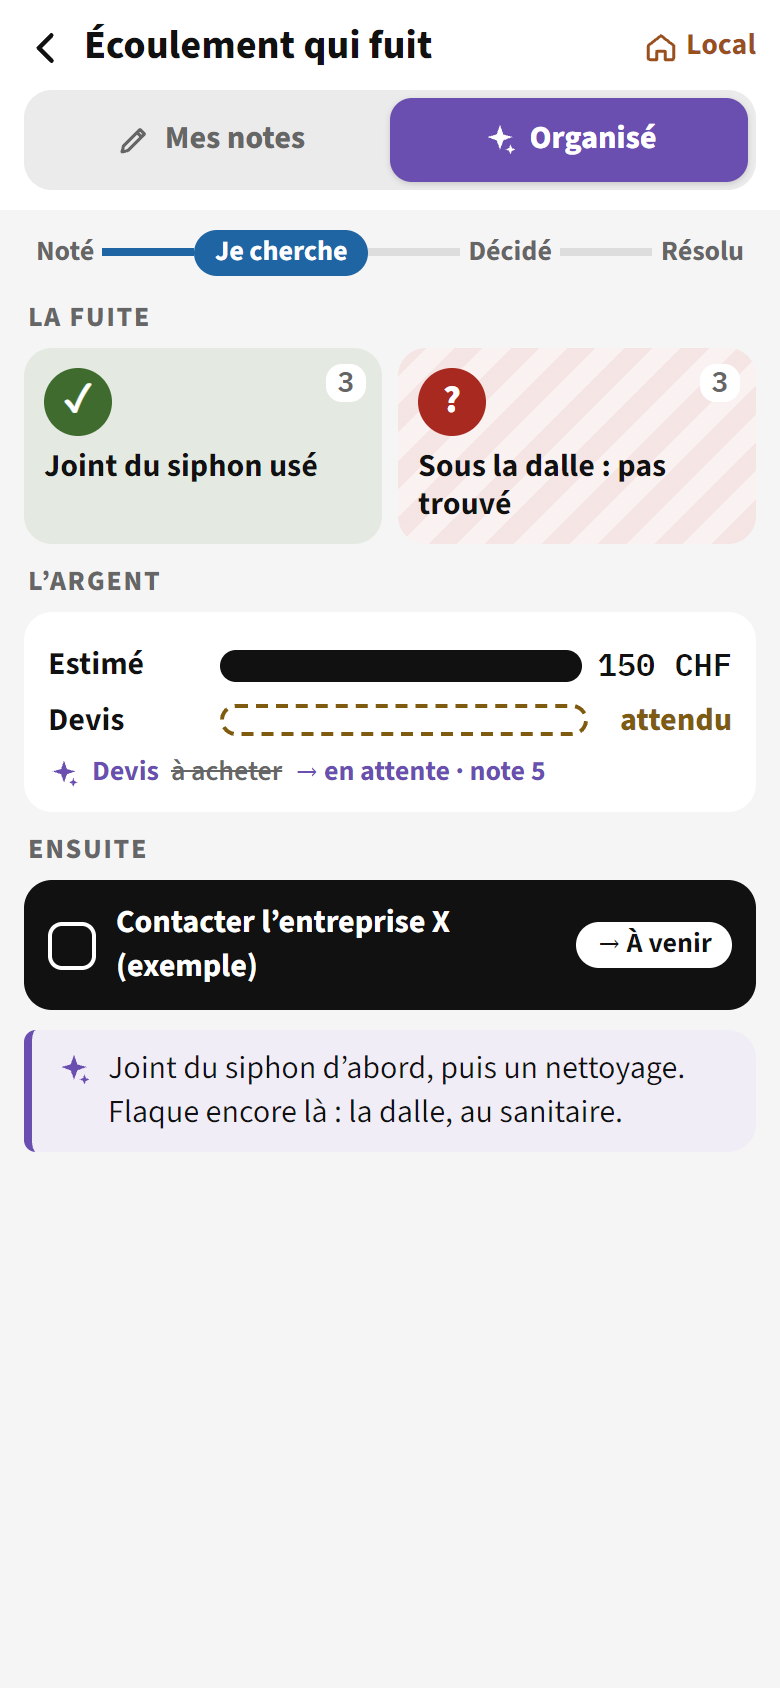 Écoulement qui fuit
Local
Mes notes
Organisé
Noté
Je cherche
Décidé
Résolu
LA FUITE
✓
3
Joint du siphon usé
?
3
Sous la dalle : pas
trouvé
L’ARGENT
Estimé
150 CHF
Devis
attendu
Devis à acheter → en attente · note 5
ENSUITE
Contacter l’entreprise X
(exemple)
→ À venir
Joint du siphon d’abord, puis un nettoyage.
Flaque encore là : la dalle, au sanitaire.